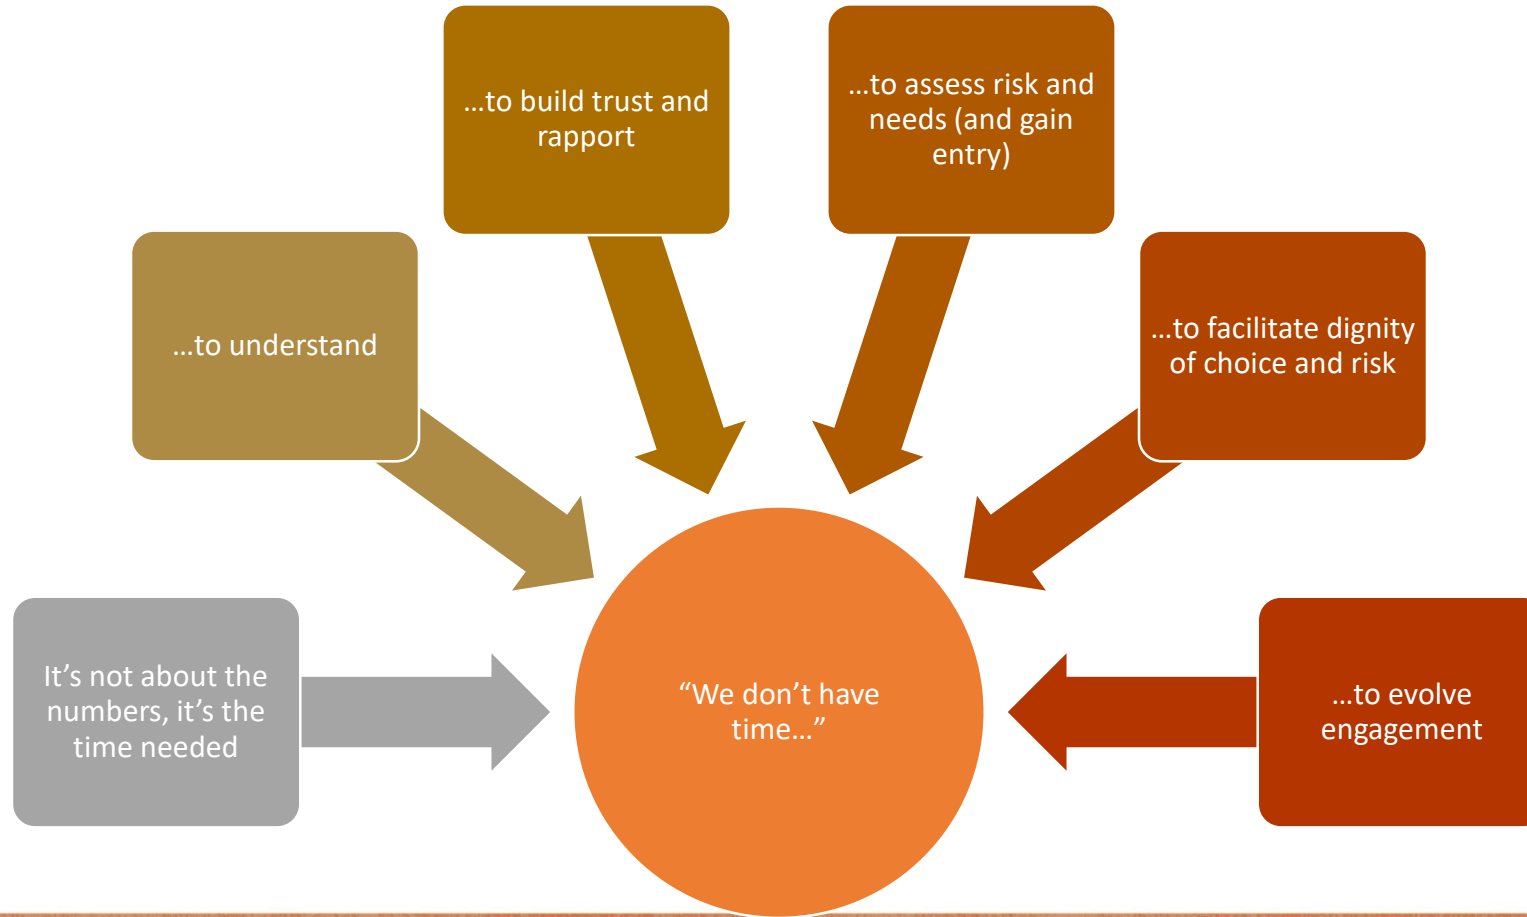 …to build trust and
rapport
…to assess risk and
needs (and gain
entry)
…to understand
…to facilitate dignity
of choice and risk
It’s not about the
numbers, it’s the
time needed
“We don’t have
time…”
…to evolve
engagement